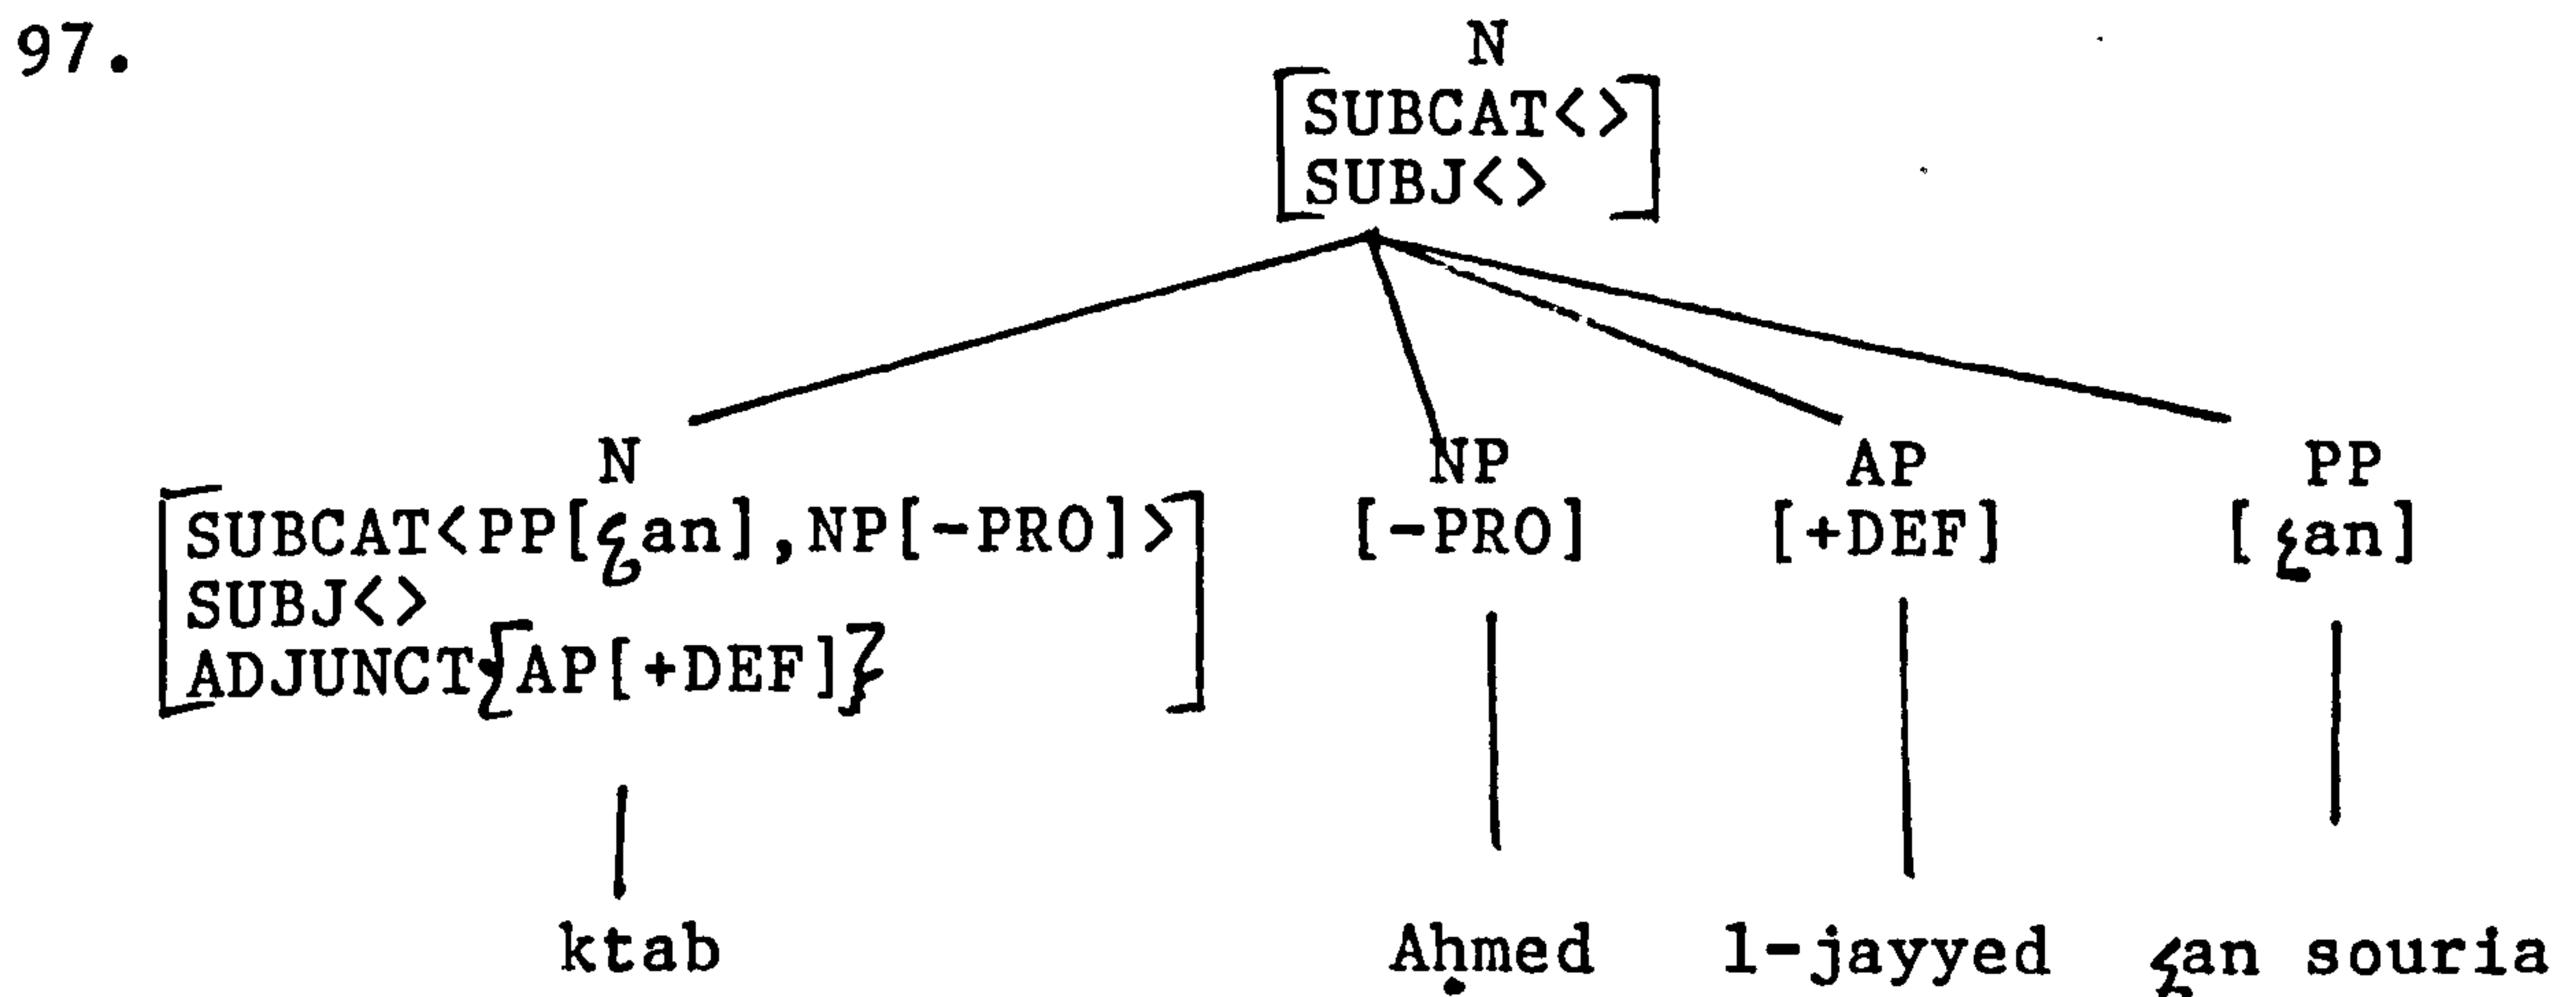 97.
N
SUBCAT<>
SUBJ<>
N NP AP PP
SUBCAT<PP[ʕan],NP[-PRO]> [-PRO] [+DEF] [ʕan]
SUBJ<>
ADJUNCT{AP[+DEF]}
ktab Aḥmed l-jayyed ʕan souria